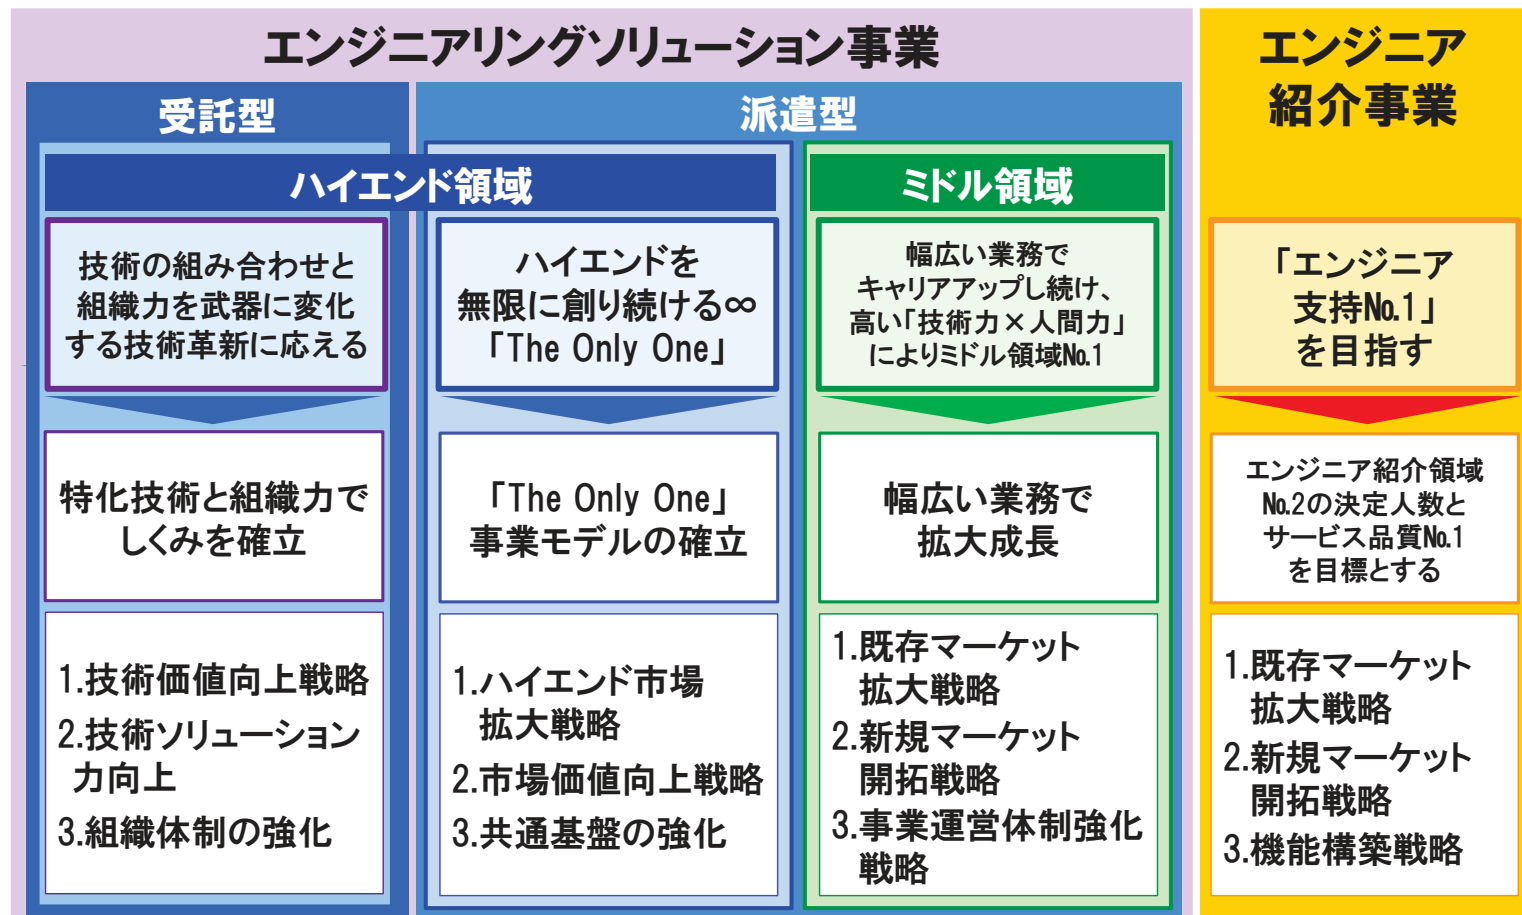 エンジニアリングソリューション事業
受託型
派遣型
ハイエンド領域
ミドル領域
技術の組み合わせと
組織力を武器に変化
する技術革新に応える
特化技術と組織力で
しくみを確立
1.技術価値向上戦略
2.技術ソリューション
力向上
3.組織体制の強化
ハイエンドを
無限に創り続ける∞
「The Only One」
「The Only One」
事業モデルの確立
1.ハイエンド市場
拡大戦略
2.市場価値向上戦略
3.共通基盤の強化
幅広い業務で
キャリアアップし続け、
高い「技術力×人間力」
によりミドル領域№1
幅広い業務で
拡大成長
1.既存マーケット
拡大戦略
2.新規マーケット
開拓戦略
3.事業運営体制強化
戦略
エンジニア
紹介事業
「エンジニア
支持№1」
を目指す
エンジニア紹介領域
№2の決定人数と
サービス品質№1
を目標とする
1.既存マーケット
拡大戦略
2.新規マーケット
開拓戦略
3.機能構築戦略